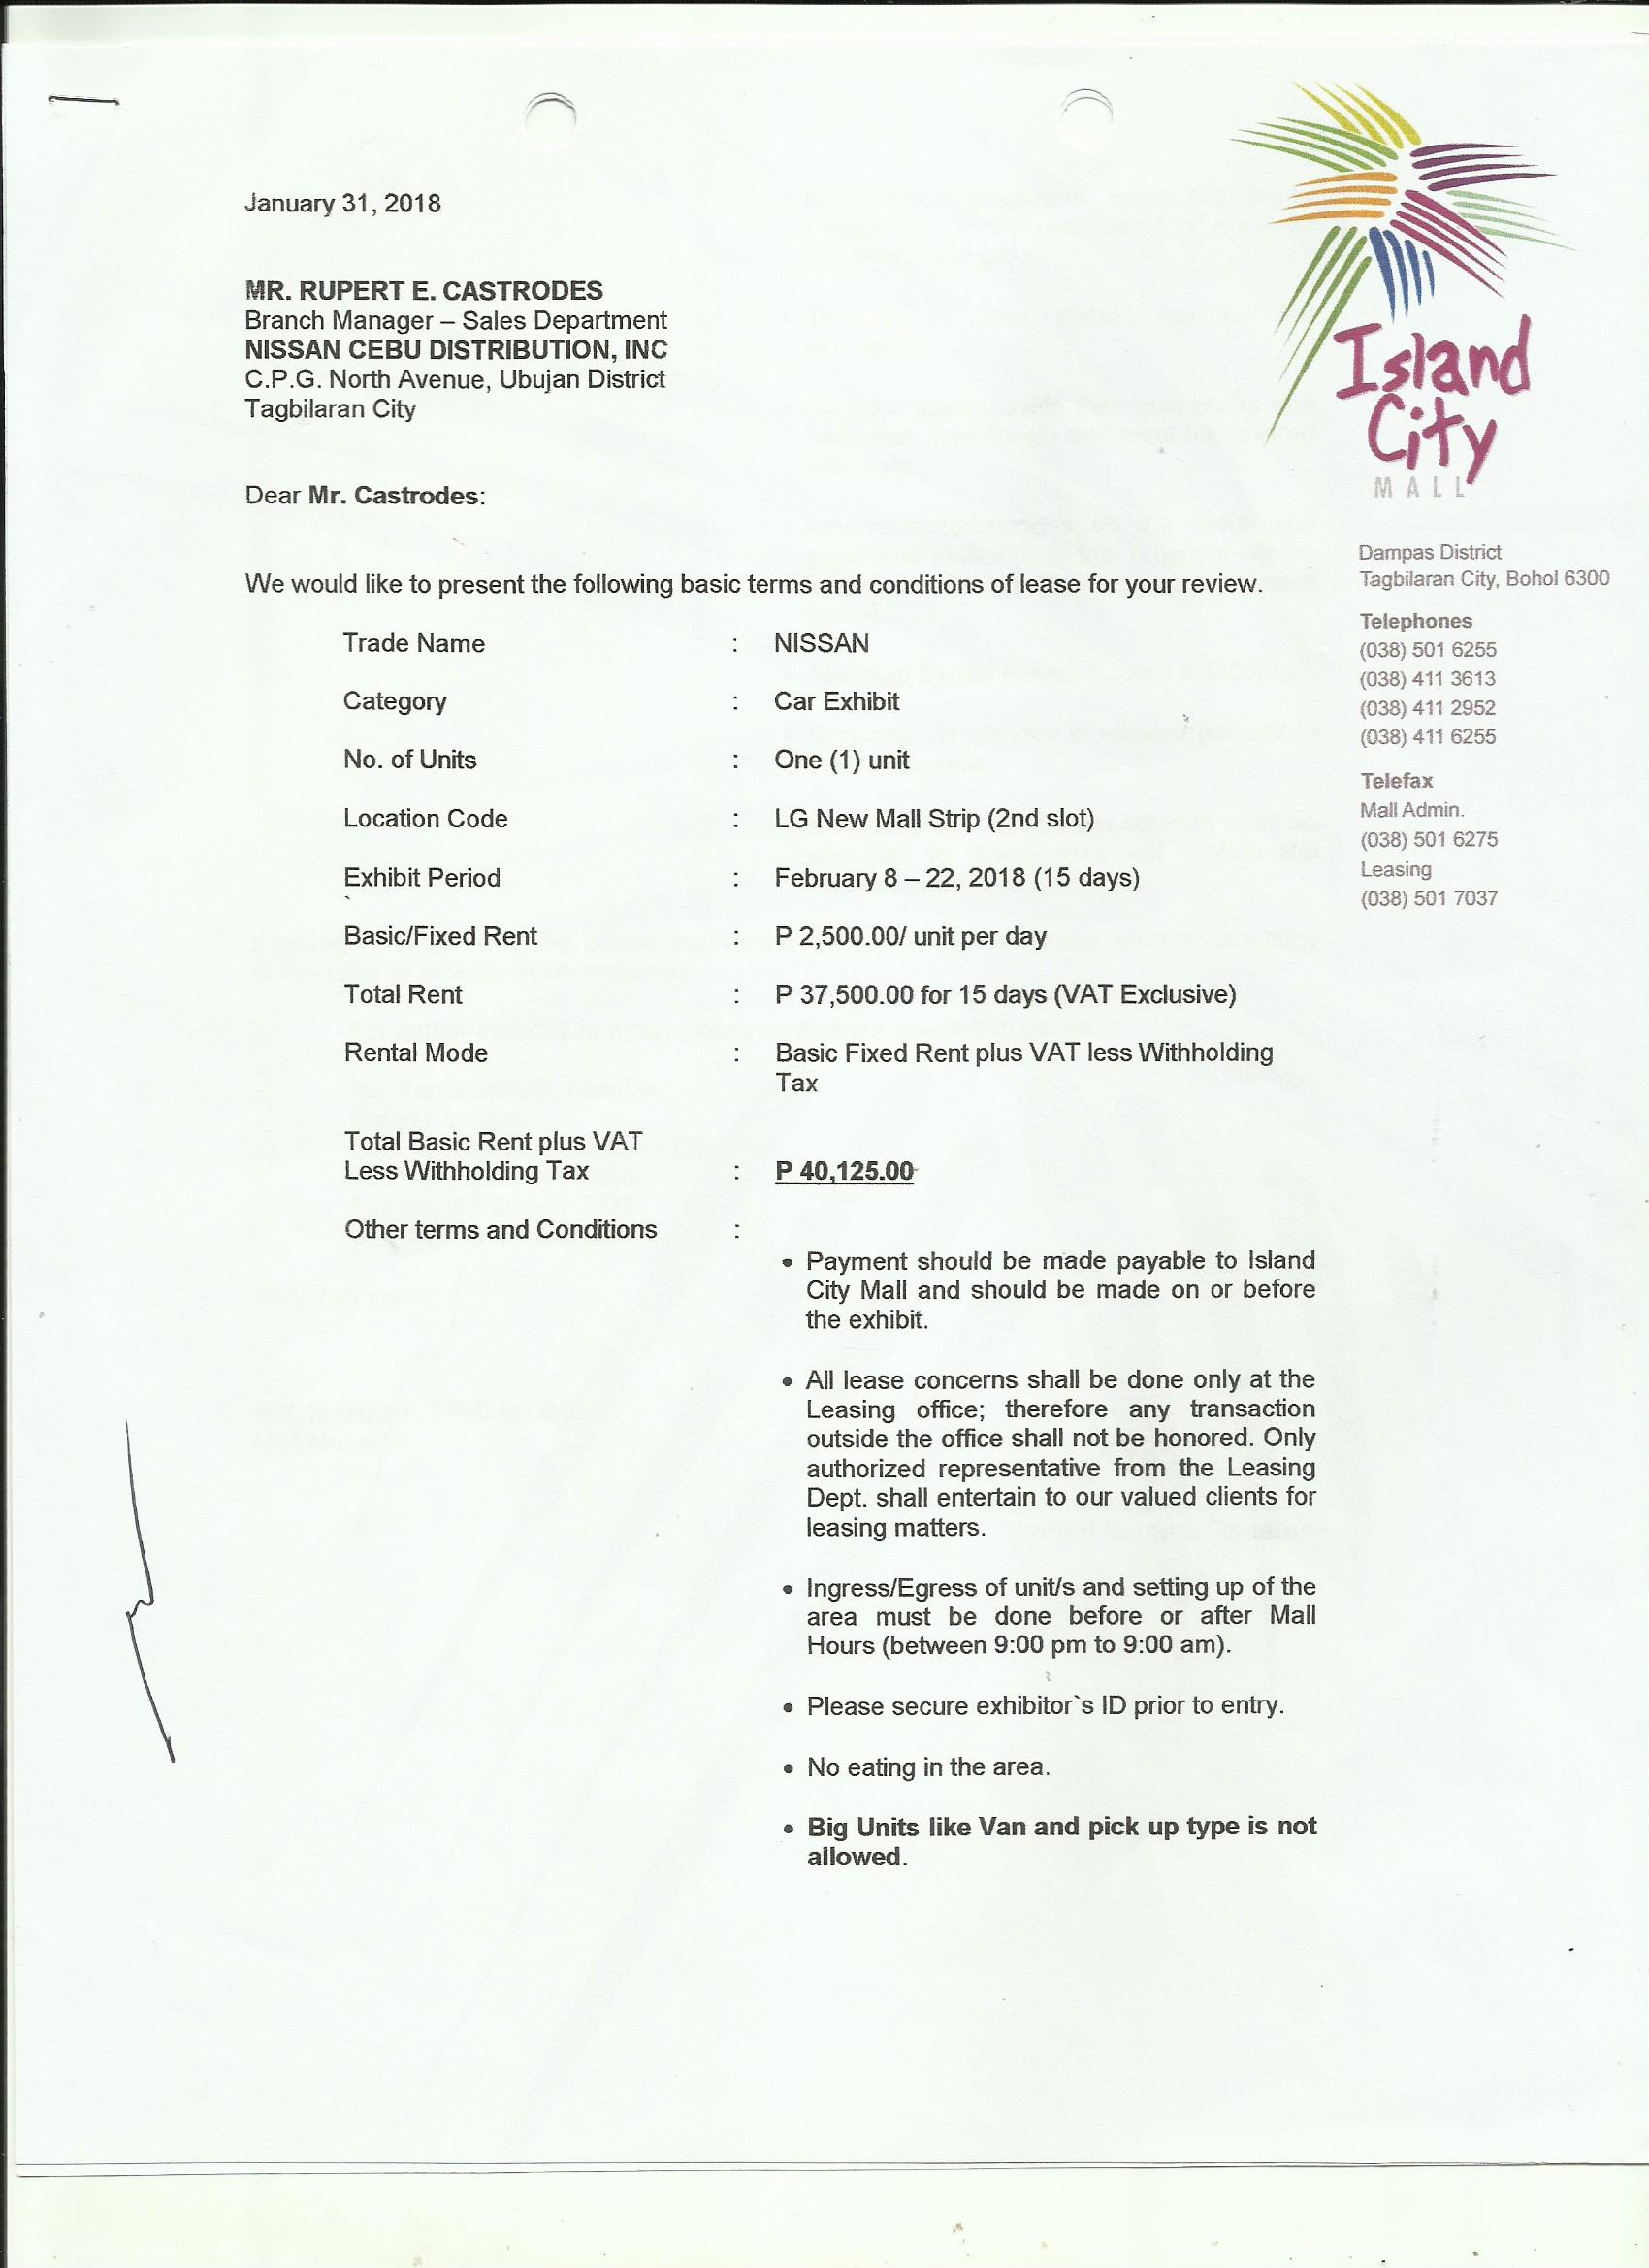 January 31, 2018
MR. RUPERT E. CASTRODES
Branch Manager – Sales Department
NISSAN CEBU DISTRIBUTION, INC
C.P.G. North Avenue, Ubujan District
Tagbilaran City
Island
City
MALL
Dampas District
Tagbilaran City, Bohol 6300
Telephones
(038) 501 6255
(038) 411 3613
(038) 411 2952
(038) 411 6255
Telefax
Mall Admin.
(038) 501 6275
Leasing
(038) 501 7037
Dear Mr. Castrodes:
We would like to present the following basic terms and conditions of lease for your review.
Trade Name : NISSAN
Category : Car Exhibit
No. of Units : One (1) unit
Location Code : LG New Mall Strip (2nd slot)
Exhibit Period : February 8 – 22, 2018 (15 days)
Basic/Fixed Rent : P 2,500.00/ unit per day
Total Rent : P 37,500.00 for 15 days (VAT Exclusive)
Rental Mode : Basic Fixed Rent plus VAT less Withholding
Tax
Total Basic Rent plus VAT
Less Withholding Tax : P 40,125.00
Other terms and Conditions :
• Payment should be made payable to Island
City Mall and should be made on or before
the exhibit.
• All lease concerns shall be done only at the
Leasing office; therefore any transaction
outside the office shall not be honored. Only
authorized representative from the Leasing
Dept. shall entertain to our valued clients for
leasing matters.
• Ingress/Egress of unit/s and setting up of the
area must be done before or after Mall
Hours (between 9:00 pm to 9:00 am).
• Please secure exhibitor`s ID prior to entry.
• No eating in the area.
• Big Units like Van and pick up type is not
allowed.